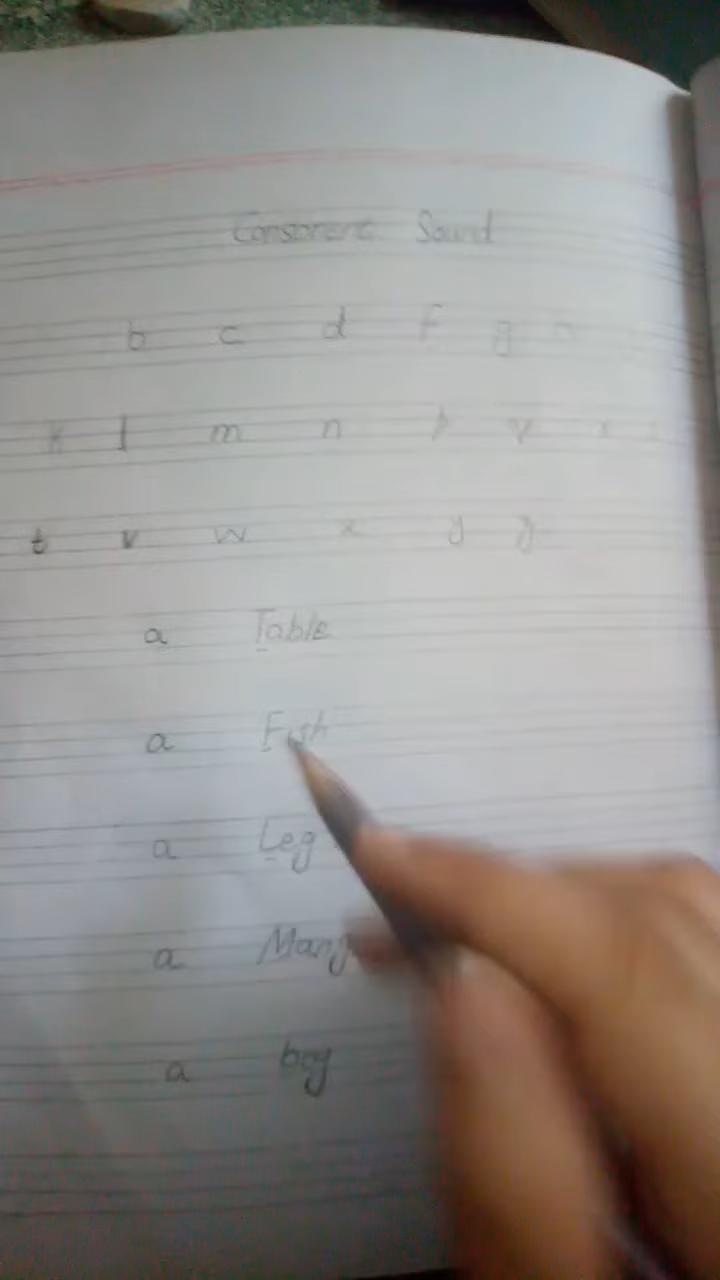 Consonant Sound
b c d f g h
k l m n p
t v w x y z
a Table
a Fish
a Leg
a
a boy